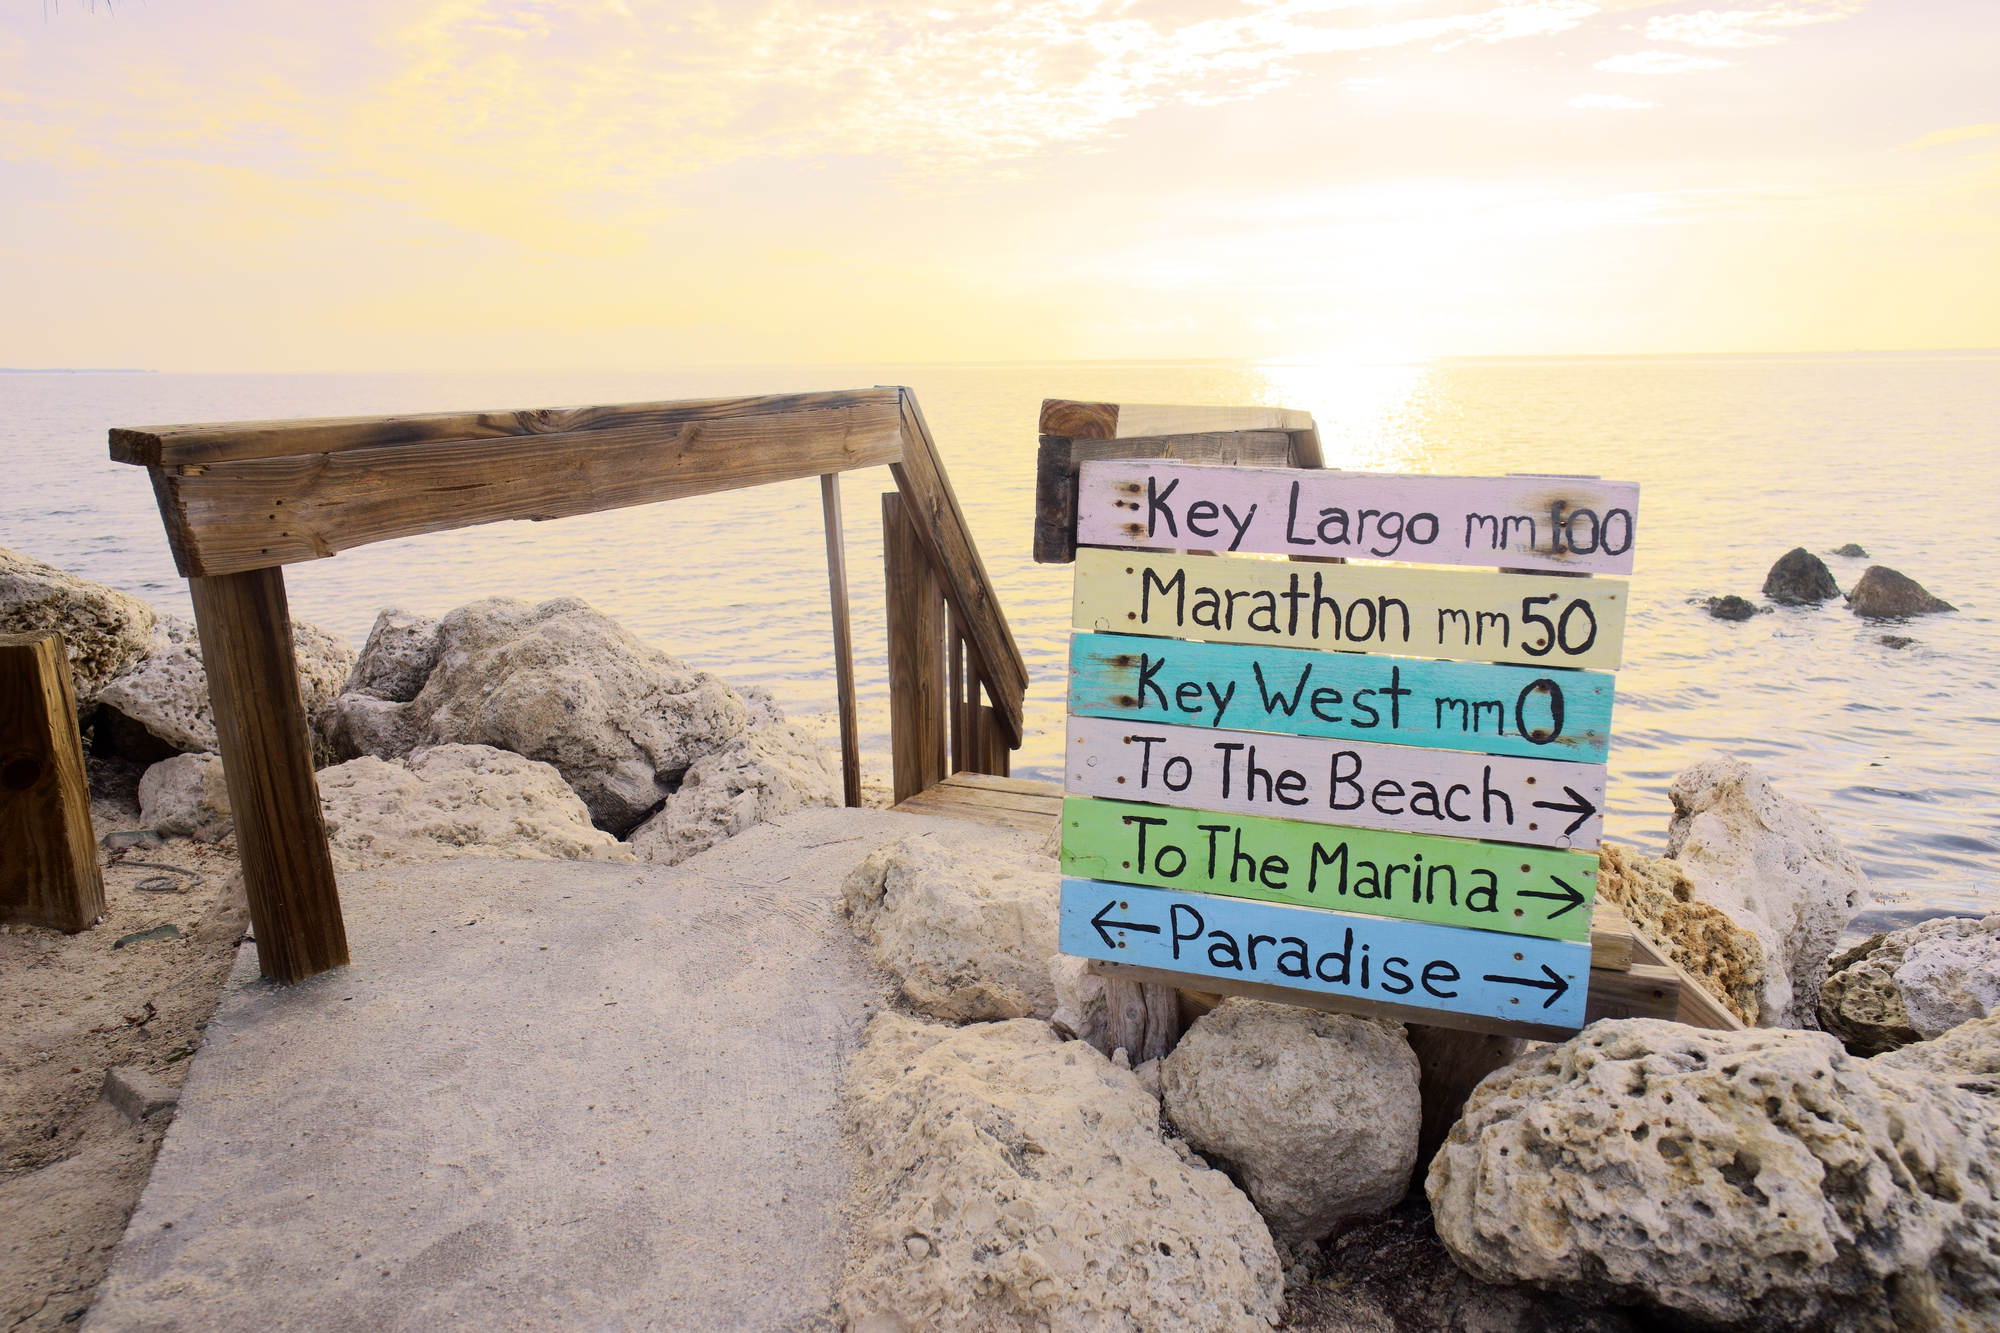 Key Largo mm 100
Marathon mm 50
Key West mm 0
To The Beach →
To The Marina →
← Paradise →